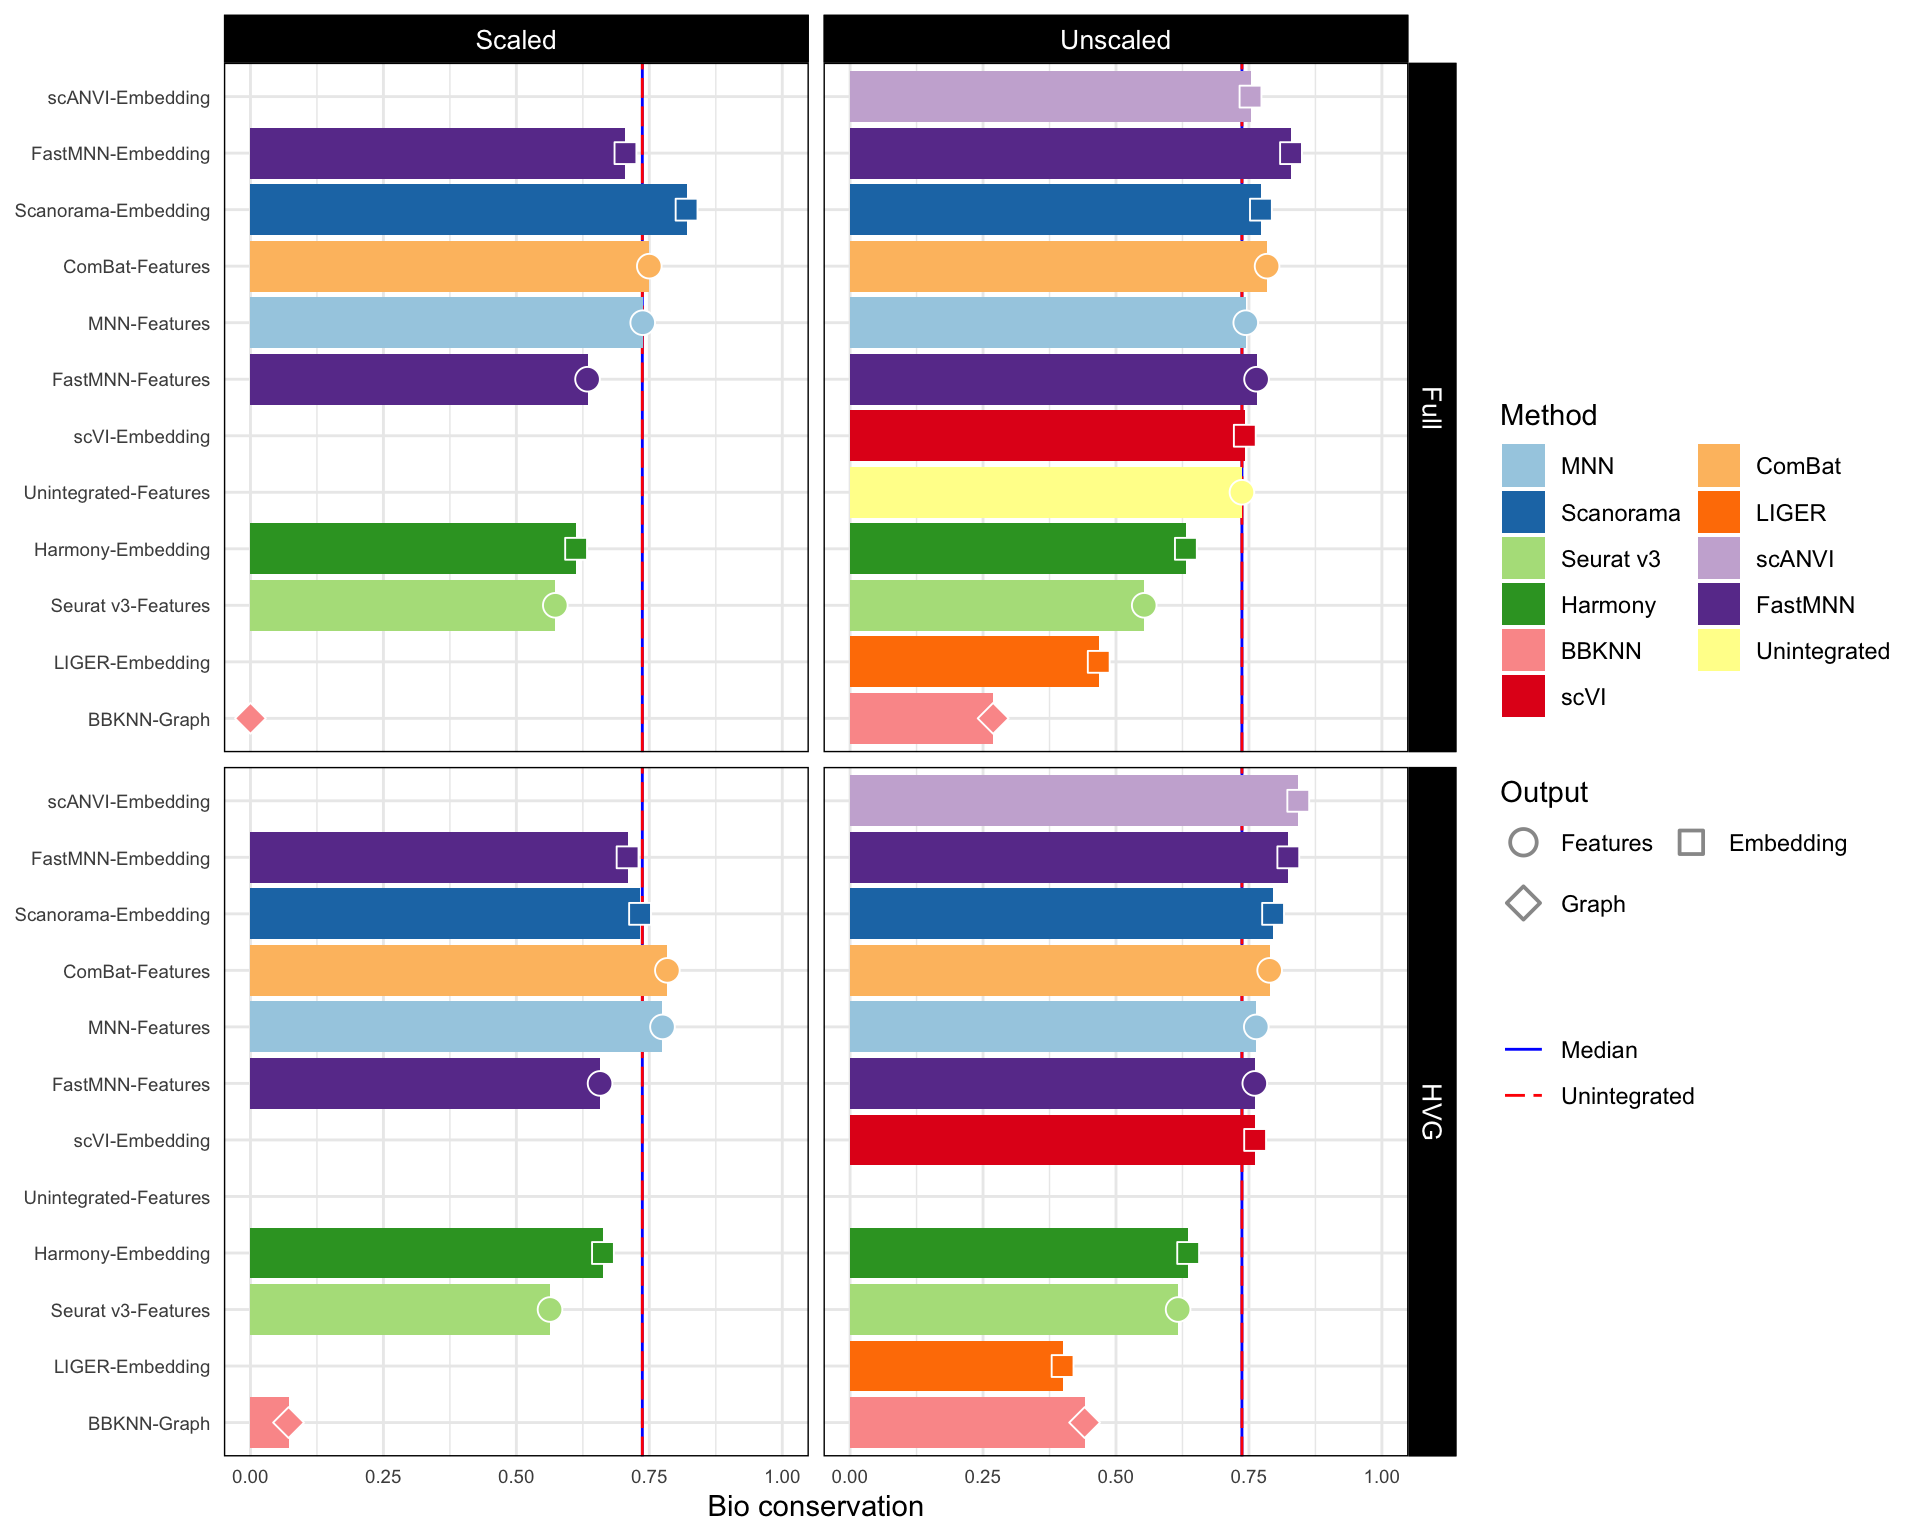 Scaled
Unscaled
scANVI-Embedding
FastMNN-Embedding
Scanorama-Embedding
ComBat-Features
MNN-Features
FastMNN-Features
scVI-Embedding
Unintegrated-Features
Harmony-Embedding
Seurat v3-Features
LIGER-Embedding
BBKNN-Graph
Full
scANVI-Embedding
FastMNN-Embedding
Scanorama-Embedding
ComBat-Features
MNN-Features
FastMNN-Features
scVI-Embedding
Unintegrated-Features
Harmony-Embedding
Seurat v3-Features
LIGER-Embedding
BBKNN-Graph
HVG
0.00 0.25 0.50 0.75 1.00
0.00 0.25 0.50 0.75 1.00
Bio conservation
Method
MNN
Scanorama
Seurat v3
Harmony
BBKNN
scVI
ComBat
LIGER
scANVI
FastMNN
Unintegrated
Output
Features
Embedding
Graph
Median
Unintegrated